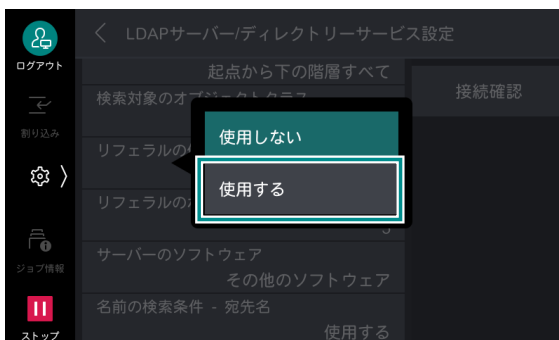 LDAPサーバー/ディレクトリーサービス設定
ログアウト
起点から下の階層すべて
検索対象のオブジェクトクラス
接続確認
割り込み
使用しない
リフェラルの
使用する
リフェラルの
5
サーバーのソフトウェア
その他のソフトウェア
ジョブ情報
名前の検索条件 - 宛先名
使用する
ストップ